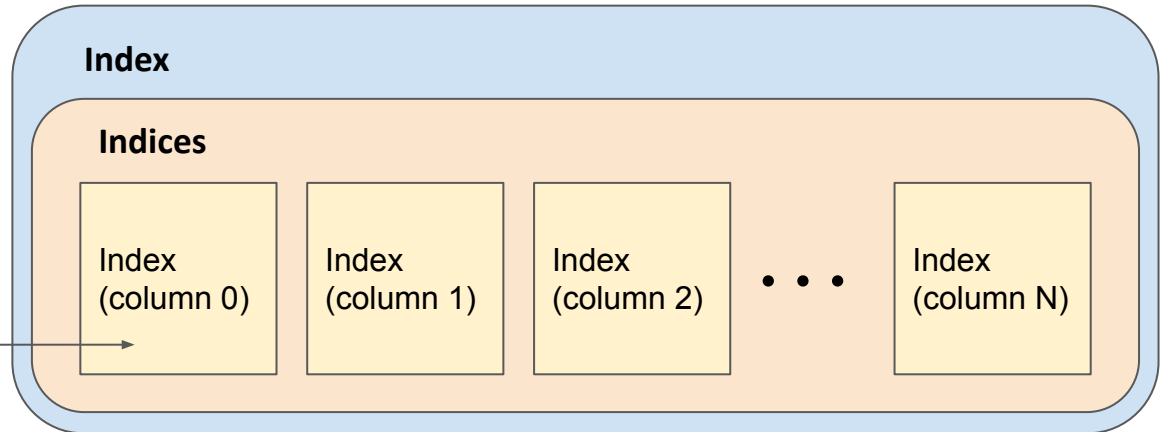 Index
Indices
Index
(column 0)
Index
(column 1)
Index
(column 2)
• • •
Index
(column N)